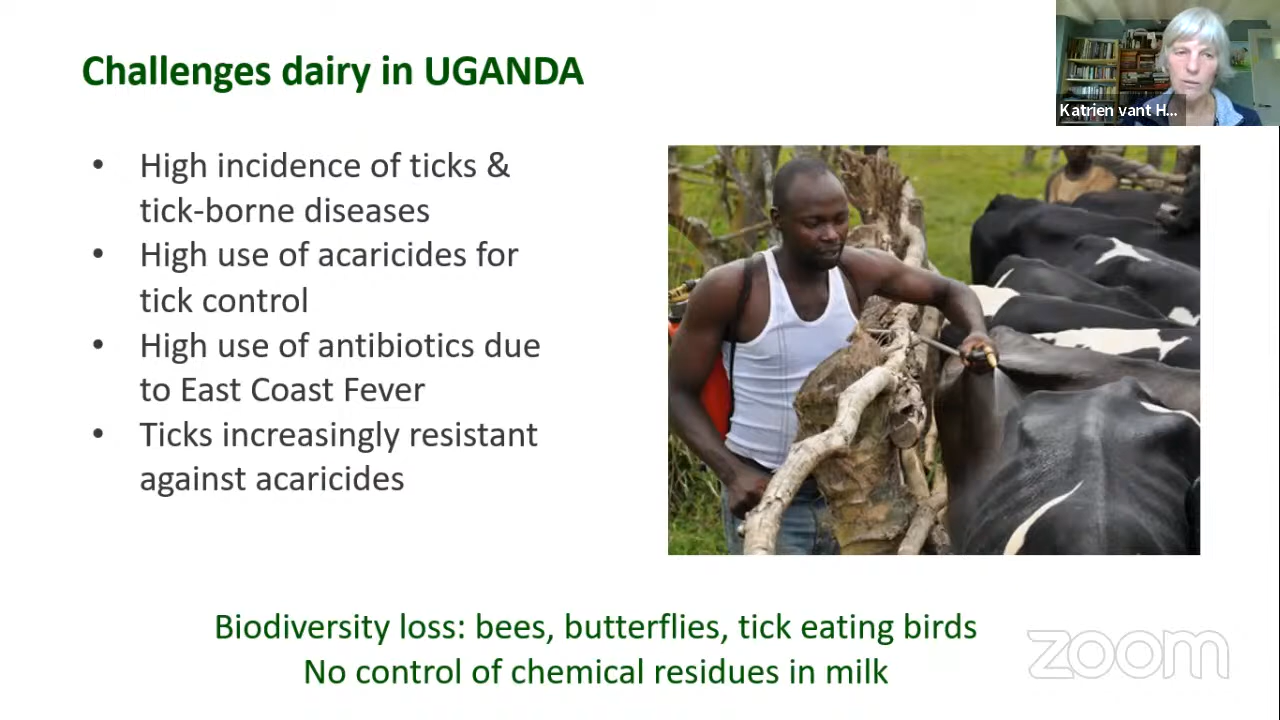 Challenges dairy in UGANDA
Katrien vant H...
• High incidence of ticks &
tick-borne diseases
• High use of acaricides for
tick control
• High use of antibiotics due
to East Coast Fever
• Ticks increasingly resistant
against acaricides
Biodiversity loss: bees, butterflies, tick eating birds
No control of chemical residues in milk
zoom